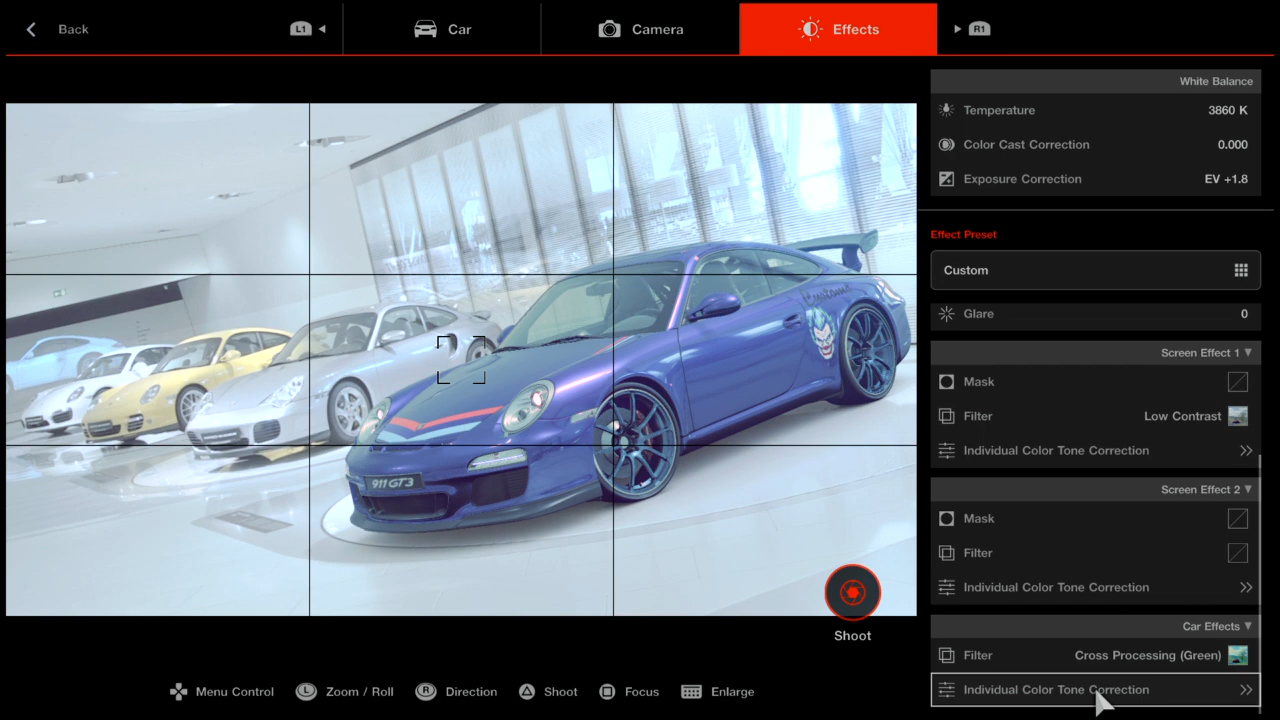 Back
L1
Car
Camera
Effects
R1
White Balance
Temperature 3860 K
Color Cast Correction 0.000
Exposure Correction EV +1.8
Effect Preset
Custom
Glare 0
Screen Effect 1
Mask
Filter Low Contrast
Individual Color Tone Correction
Screen Effect 2
Mask
Filter
Individual Color Tone Correction
Car Effects
Filter Cross Processing (Green)
Individual Color Tone Correction
911 GT3
Shoot
Menu Control
L Zoom / Roll
R Direction
Shoot
Focus
Enlarge